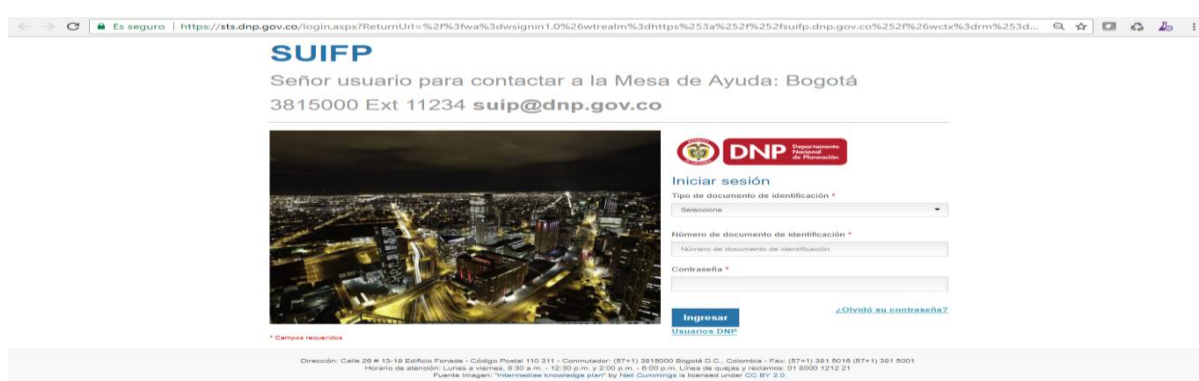 Es seguro | https://sts.dnp.gov.co/login.aspx?ReturnUrl=%2f%3fwa%3dwsignin1.0%26wtrealm%3dhttps%253a%252f%252fsuifp.dnp.gov.co%252f%26wctx%3drm%253d...
SUIFP
Señor usuario para contactar a la Mesa de Ayuda: Bogotá
3815000 Ext 11234 suip@dnp.gov.co
DNP Departamento
Nacional
de Planeación
Iniciar sesión
Tipo de documento de identificación *
Seleccione
Número de documento de identificación *
Número de documento de identificación
Contraseña *
Ingresar
¿Olvidó su contraseña?
Usuarios DNP
* Campos requeridos
Dirección: Calle 26 # 13-19 Edificio Fonade - Código Postal 110 311 - Conmutador: (57+1) 3815000 Bogotá D.C., Colombia - Fax: (57+1) 381 5016 (57+1) 381 5001
Horario de atención: Lunes a viernes, 8:30 a.m. - 12:30 p.m. y 2:00 p.m. - 6:00 p.m. Línea de quejas y reclamos: 01 8000 1212 21
Fuente Imagen: "Intermediae knowledge plan" by Neil Cummings is licensed under CC BY 2.0